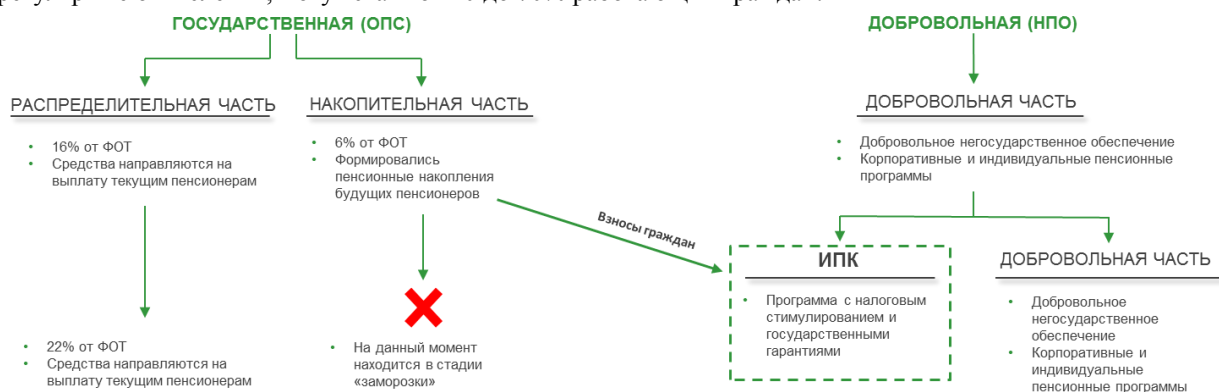 ГОСУДАРСТВЕННАЯ (ОПС)
РАСПРЕДЕЛИТЕЛЬНАЯ ЧАСТЬ
• 16% от ФОТ
• Средства направляются на
выплату текущим пенсионерам
• 22% от ФОТ
• Средства направляются на
выплату текущим пенсионерам
НАКОПИТЕЛЬНАЯ ЧАСТЬ
• 6% от ФОТ
• Формировались
пенсионные накопления
будущих пенсионеров
• На данный момент
находится в стадии
«заморозки»
Взносы граждан
ДОБРОВОЛЬНАЯ (НПО)
ДОБРОВОЛЬНАЯ ЧАСТЬ
• Добровольное негосударственное обеспечение
• Корпоративные и индивидуальные пенсионные
программы
ИПК
• Программа с налоговым
стимулированием и
государственными
гарантиями
ДОБРОВОЛЬНАЯ ЧАСТЬ
• Добровольное
негосударственное
обеспечение
• Корпоративные и
индивидуальные
пенсионные программы